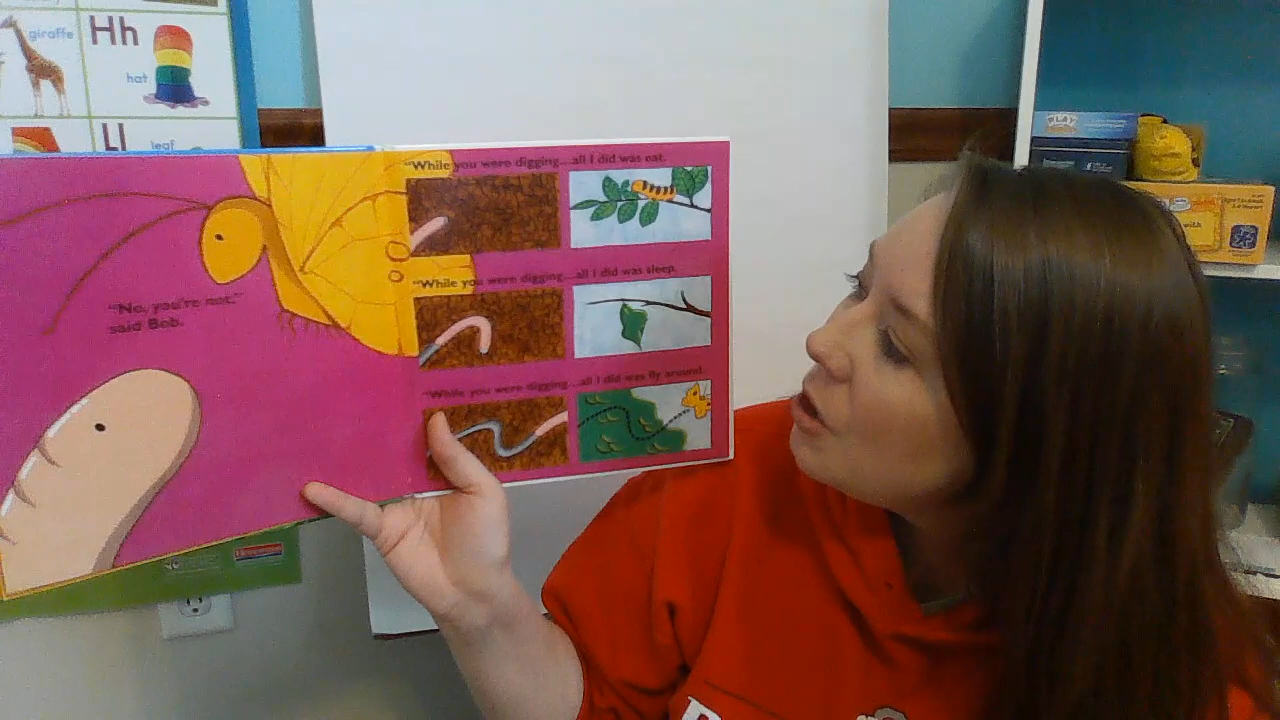 giraffe
Hh
hat
Ll
leaf
"No, you're not,"
said Bob.
"While you were digging...all I did was eat.
"While you were digging...all I did was sleep.
"While you were digging...all I did was fly around.
PLAY
with